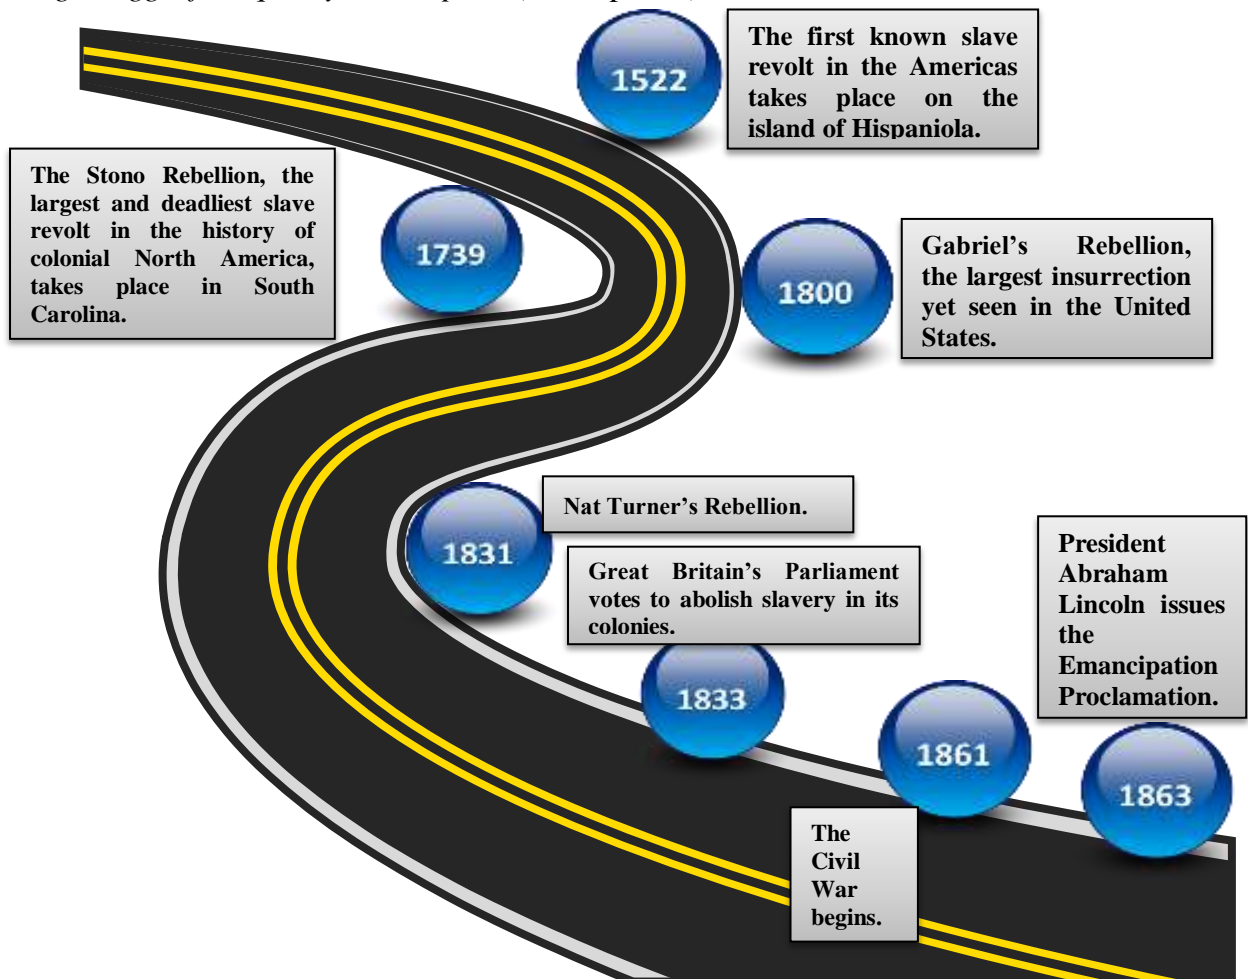 1522
The first known slave
revolt in the Americas
takes place on the
island of Hispaniola.
The Stono Rebellion, the
largest and deadliest slave
revolt in the history of
colonial North America,
takes place in South
Carolina.
1739
1800
Gabriel's Rebellion,
the largest insurrection
yet seen in the United
States.
1831
Nat Turner's Rebellion.
Great Britain's Parliament
votes to abolish slavery in its
colonies.
1833
1861
The
Civil
War
begins.
President
Abraham
Lincoln issues
the
Emancipation
Proclamation.
1863